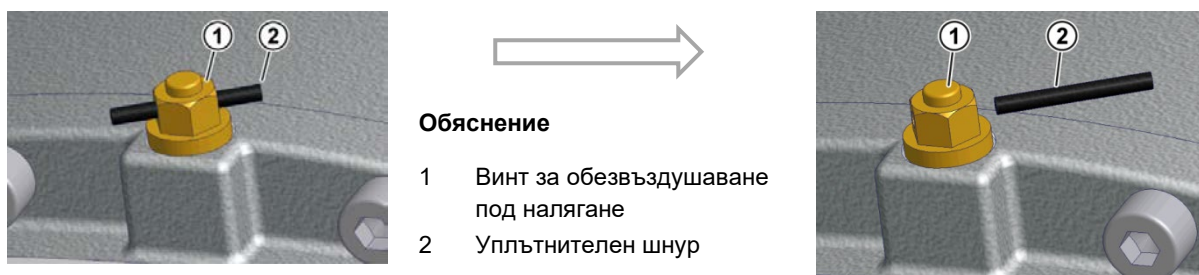 1 2
Обяснение
1 Винт за обезвъздушаване
под налягане
2 Уплътнителен шнур
1 2